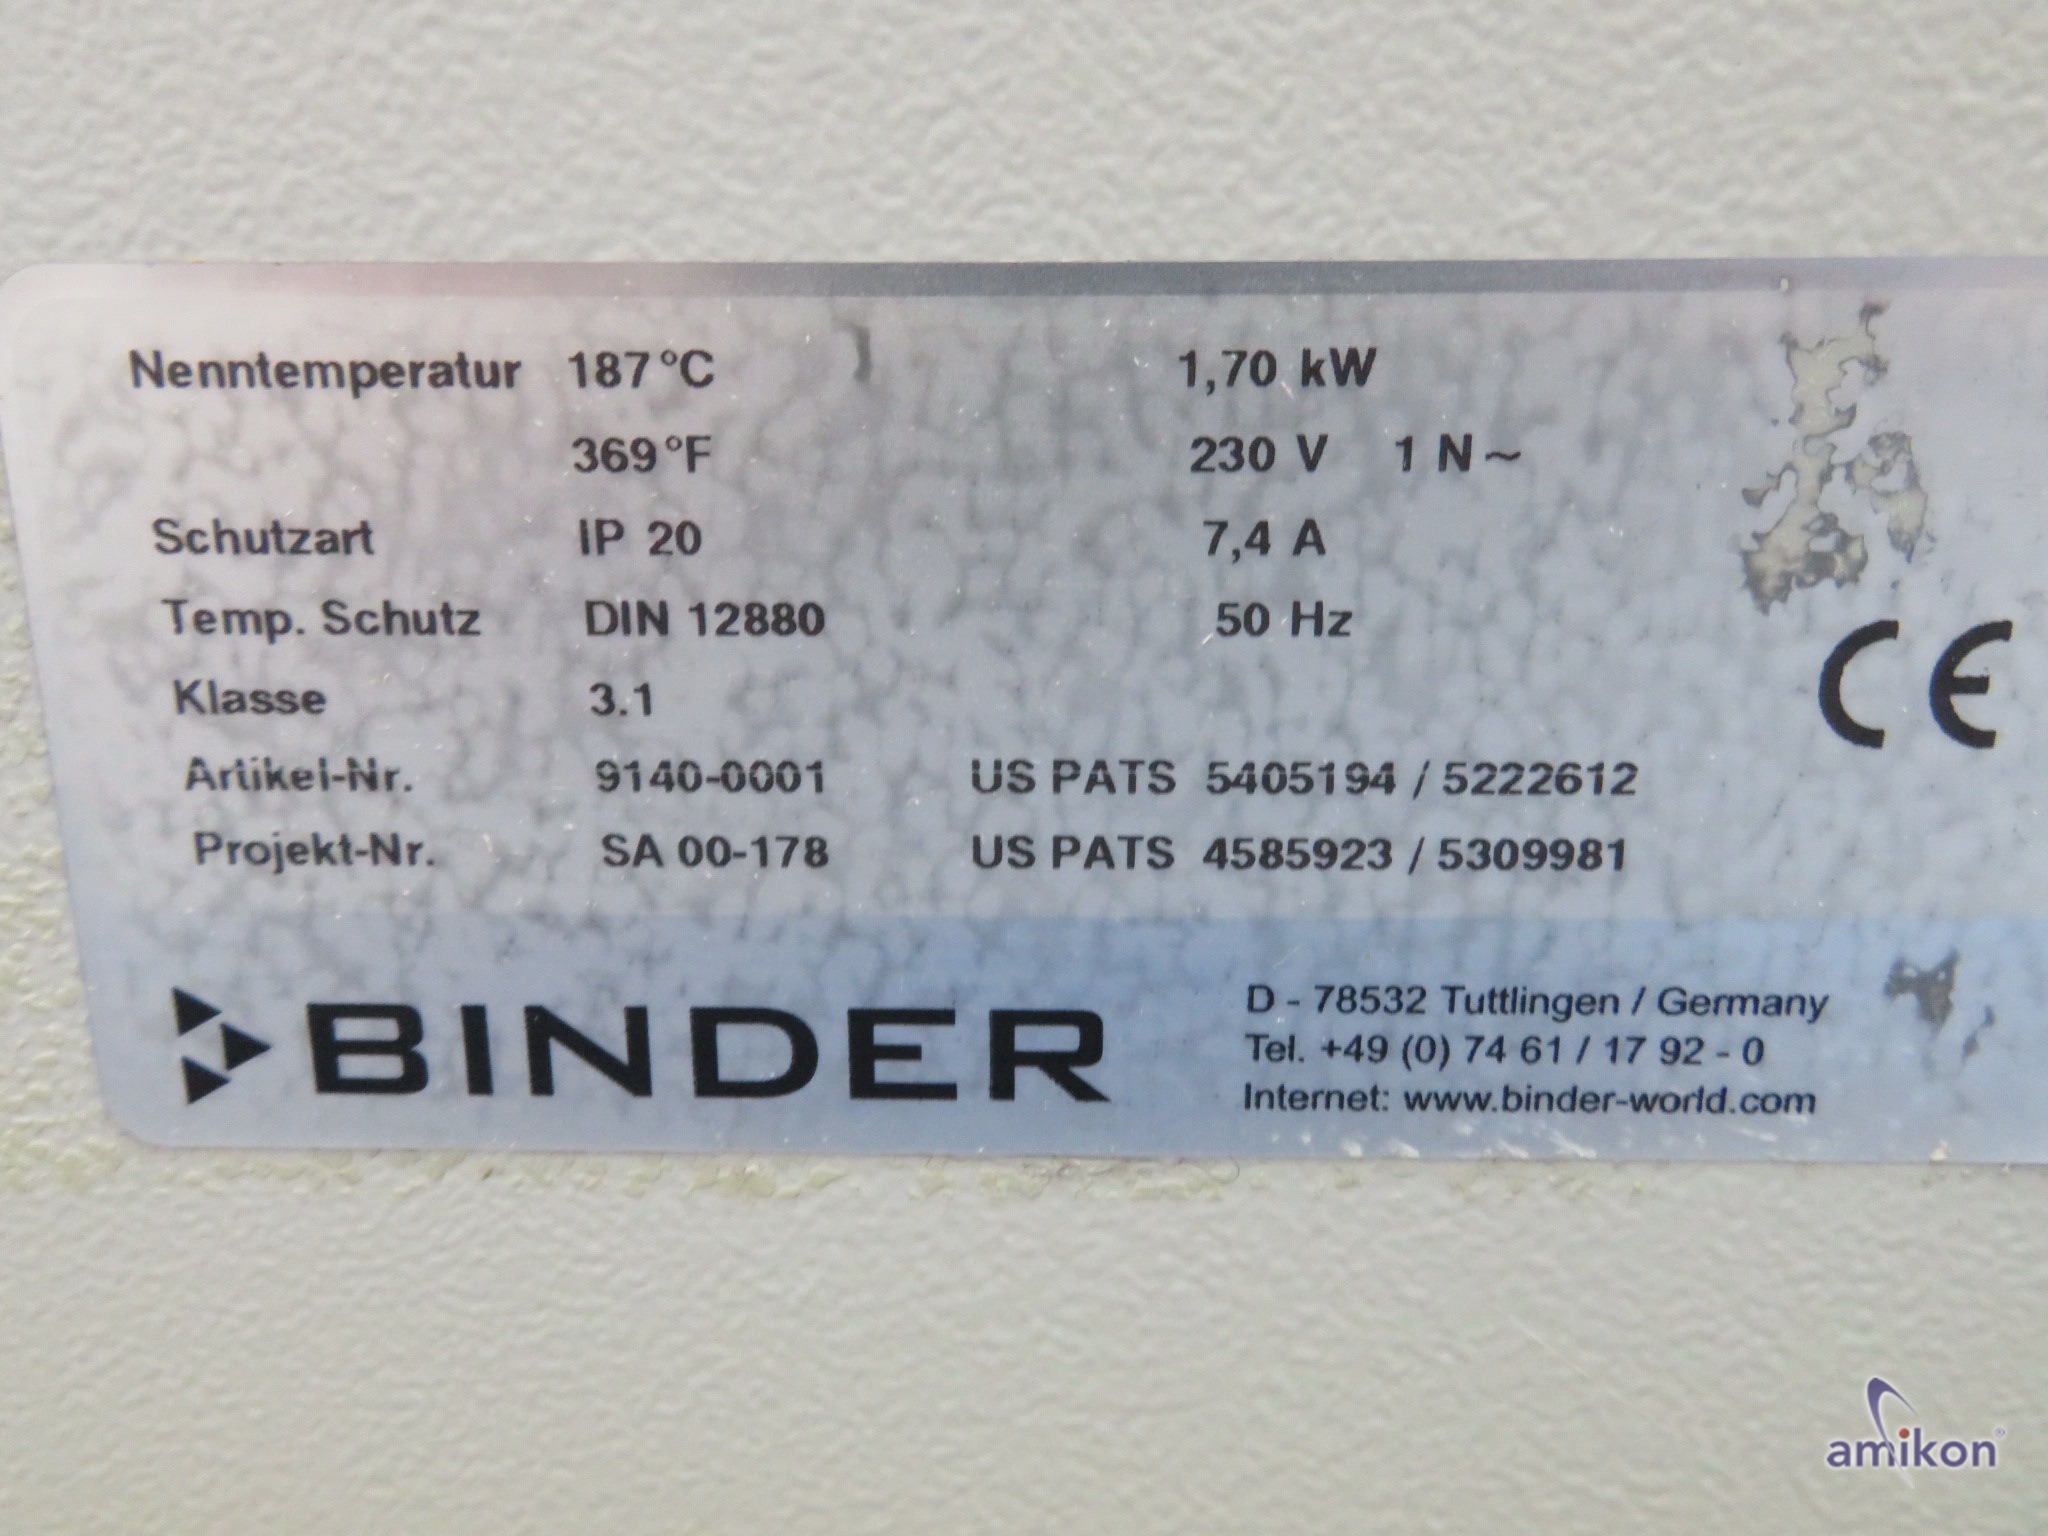 Nenntemperatur 187°C 1,70 kW
369°F 230 V 1 N~
Schutzart IP 20 7,4 A
Temp. Schutz DIN 12880 50 Hz
Klasse 3.1
CE
Artikel-Nr. 9140-0001 US PATS 5405194 / 5222612
Projekt-Nr. SA 00-178 US PATS 4585923 / 5309981
BINDER
D - 78532 Tuttlingen / Germany
Tel. +49 (0) 74 61 / 17 92 - 0
Internet: www.binder-world.com
amikon®